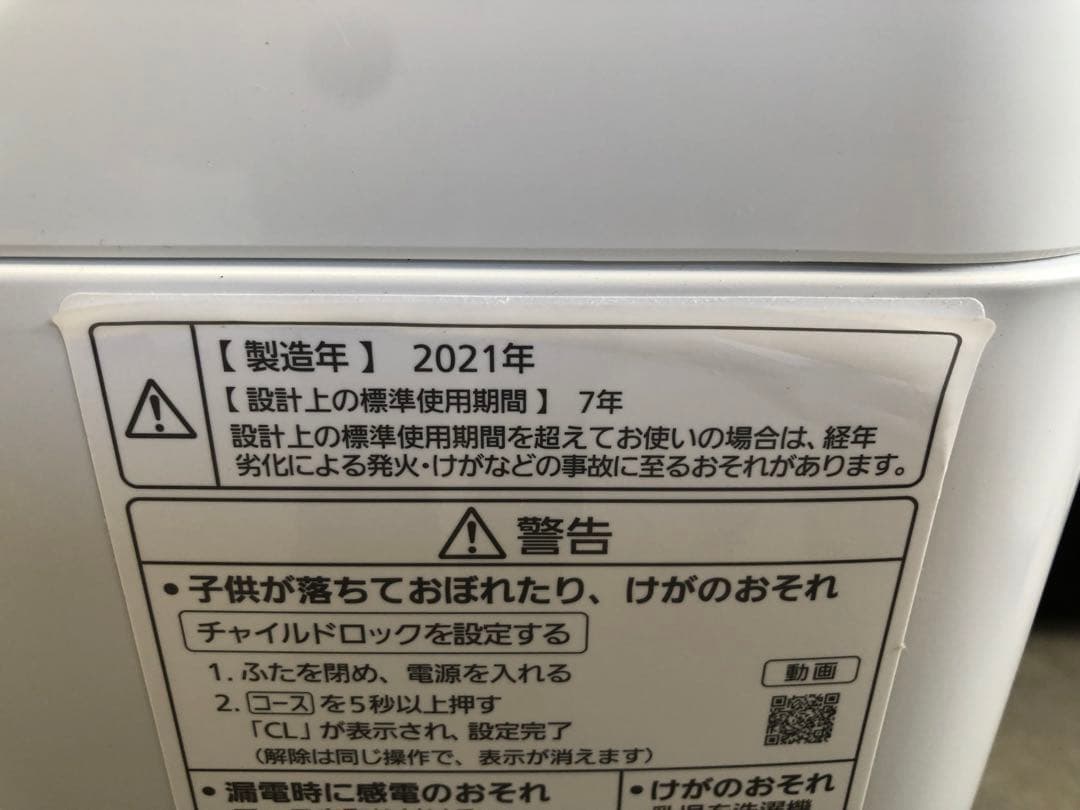 【 製造年 】 2021年
【 設計上の標準使用期間 】 7年
設計上の標準使用期間を超えてお使いの場合は、経年
劣化による発火・けがなどの事故に至るおそれがあります。
警告
・子供が落ちておぼれたり、けがのおそれ
チャイルドロックを設定する
1. ふたを閉め、電源を入れる
動画
2. コース を5秒以上押す
「CL」が表示され、設定完了
（解除は同じ操作で、表示が消えます）
・漏電時に感電のおそれ
・けがのおそれ
乳児を洗濯機